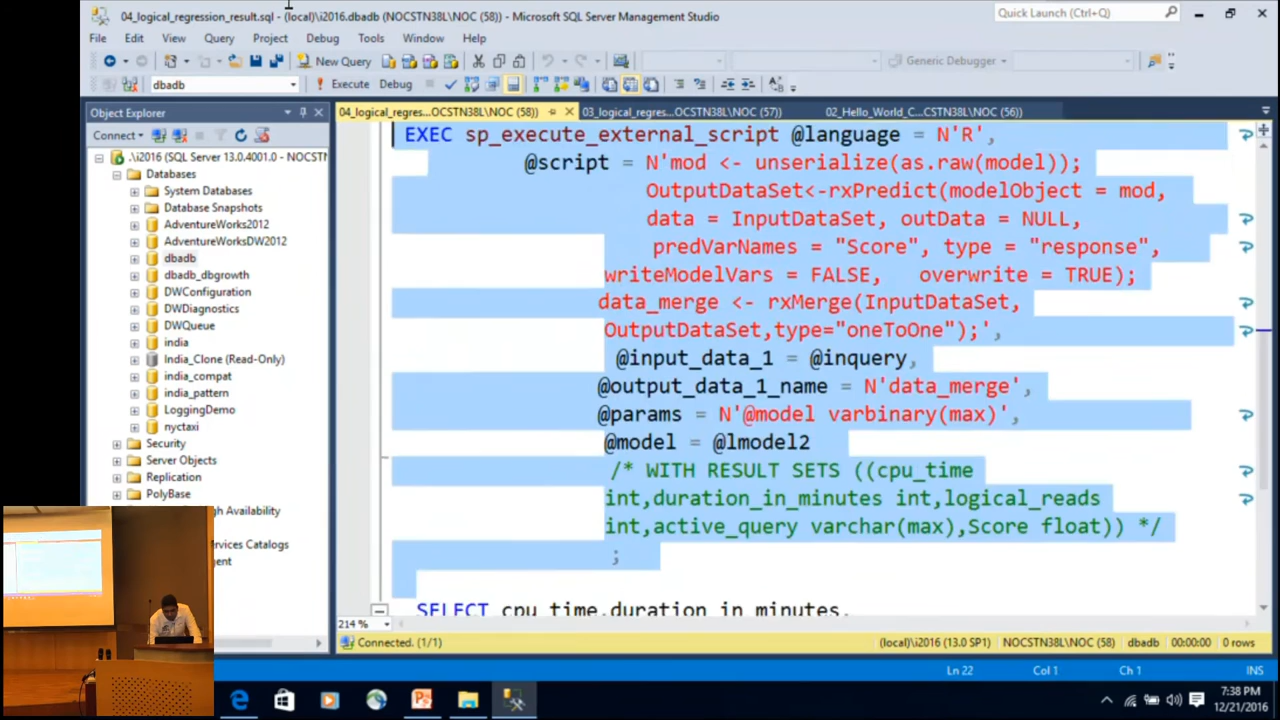 04_logical_regression_result.sql - (local)\i2016.dbadb (NOCSTN38L\NOC (58)) - Microsoft SQL Server Management Studio
Quick Launch (Ctrl+Q)
File Edit View Query Project Debug Tools Window Help
New Query
Generic Debugger
dbadb
Execute Debug
Object Explorer
04_logical_regres...OCSTN38L\NOC (58))
03_logical_regres...OCSTN38L\NOC (57))
02_Hello_World_C...CSTN38L\NOC (56))
Connect
.\i2016 (SQL Server 13.0.4001.0 - NOCSTN
Databases
System Databases
Database Snapshots
AdventureWorks2012
AdventureWorksDW2012
dbadb
dbadb_dbgrowth
DWConfiguration
DWDiagnostics
DWQueue
india
India_Clone (Read-Only)
india_compat
india_pattern
LoggingDemo
nyctaxi
Security
Server Objects
Replication
PolyBase
gh Availability
ervices Catalogs
gent
EXEC sp_execute_external_script @language = N'R',
@script = N'mod <- unserialize(as.raw(model));
OutputDataSet<-rxPredict(modelObject = mod,
data = InputDataSet, outData = NULL,
predVarNames = "Score", type = "response",
writeModelVars = FALSE, overwrite = TRUE);
data_merge <- rxMerge(InputDataSet,
OutputDataSet,type="oneToOne");',
@input_data_1 = @inquery,
@output_data_1_name = N'data_merge',
@params = N'@model varbinary(max)',
@model = @lmodel2
/* WITH RESULT SETS ((cpu_time
int,duration_in_minutes int,logical_reads
int,active_query varchar(max),Score float)) */
;
SELECT cpu_time,duration_in_minutes,
214 %
Connected. (1/1)
(local)\i2016 (13.0 SP1)
NOCSTN38L\NOC (58)
dbadb
00:00:00
0 rows
Ln 22
Col 1
Ch 1
INS
7:38 PM
12/21/2016